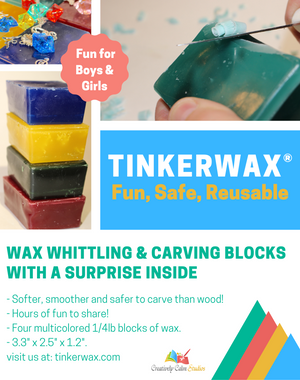 Fun for
Boys &
Girls
TINKERWAX®
Fun, Safe, Reusable
WAX WHITTLING & CARVING BLOCKS
WITH A SURPRISE INSIDE
- Softer, smoother and safer to carve than wood!
- Hours of fun to share!
- Four multicolored 1/4lb blocks of wax.
- 3.3" x 2.5" x 1.2".
visit us at: tinkerwax.com
Creatively Calm Studios